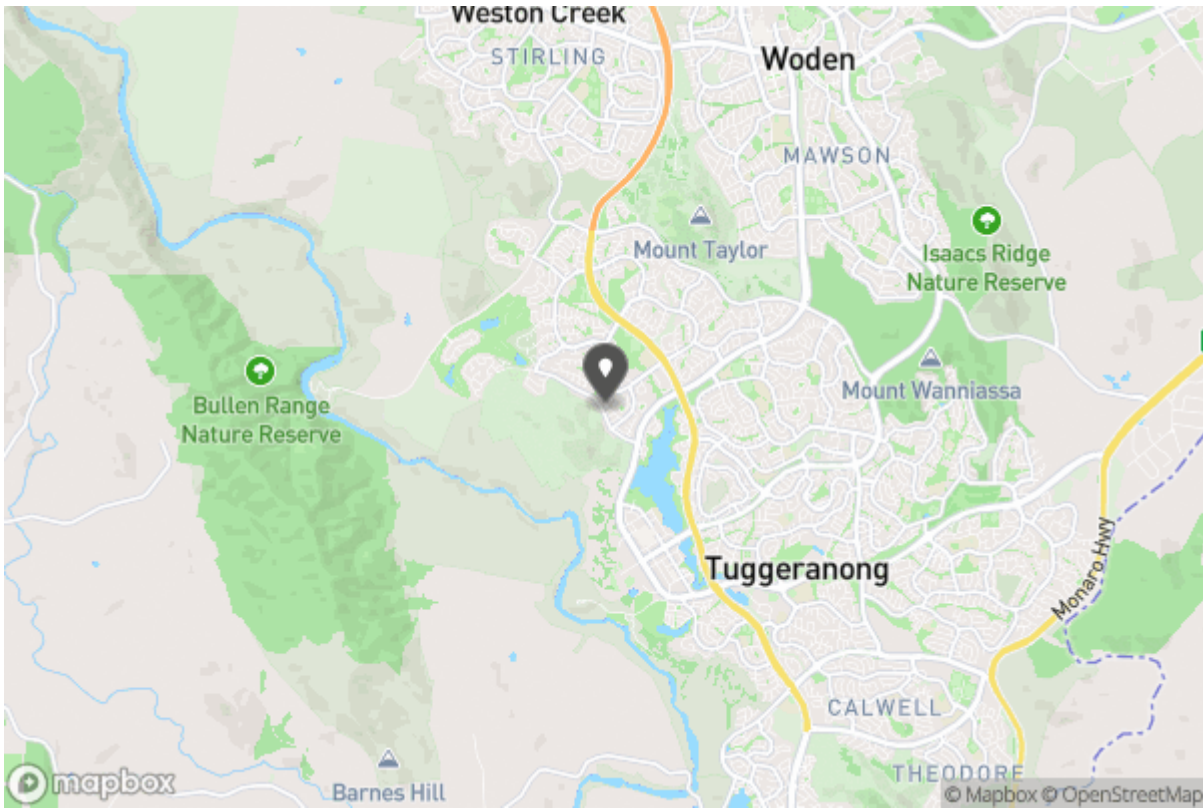 Weston Creek
STIRLING
Woden
MAWSON
Mount Taylor
Isaacs Ridge
Nature Reserve
Mount Wanniassa
Bullen Range
Nature Reserve
Monaro Hwy
Tuggeranong
CALWELL
THEODORE
Barnes Hill
mapbox
© Mapbox © OpenStreetMap